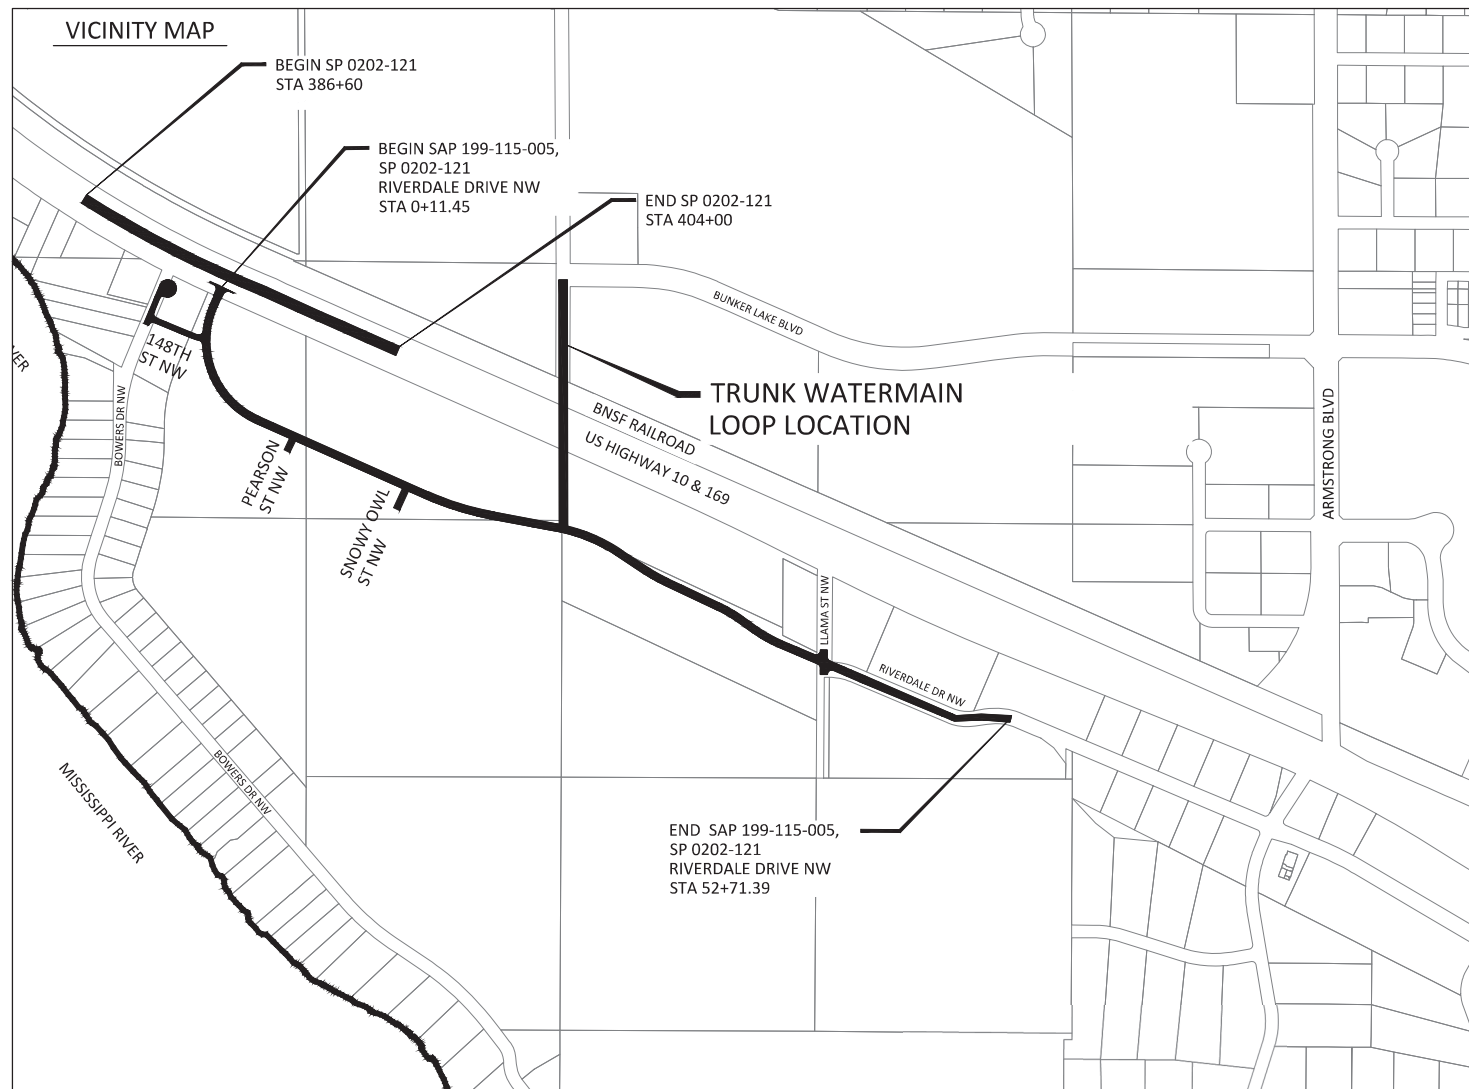 VICINITY MAP
BEGIN SP 0202-121
STA 386+60
BEGIN SAP 199-115-005,
SP 0202-121
RIVERDALE DRIVE NW
STA 0+11.45
END SP 0202-121
STA 404+00
BUNKER LAKE BLVD
148TH
ST NW
TRUNK WATERMAIN
LOOP LOCATION
BNSF RAILROAD
US HIGHWAY 10 & 169
ARMSTRONG BLVD
BOWERS DR NW
PEARSON
ST NW
SNOWY OWL
ST NW
LLAMA ST NW
RIVERDALE DR NW
BOWERS DR NW
MISSISSIPPI RIVER
END SAP 199-115-005,
SP 0202-121
RIVERDALE DRIVE NW
STA 52+71.39